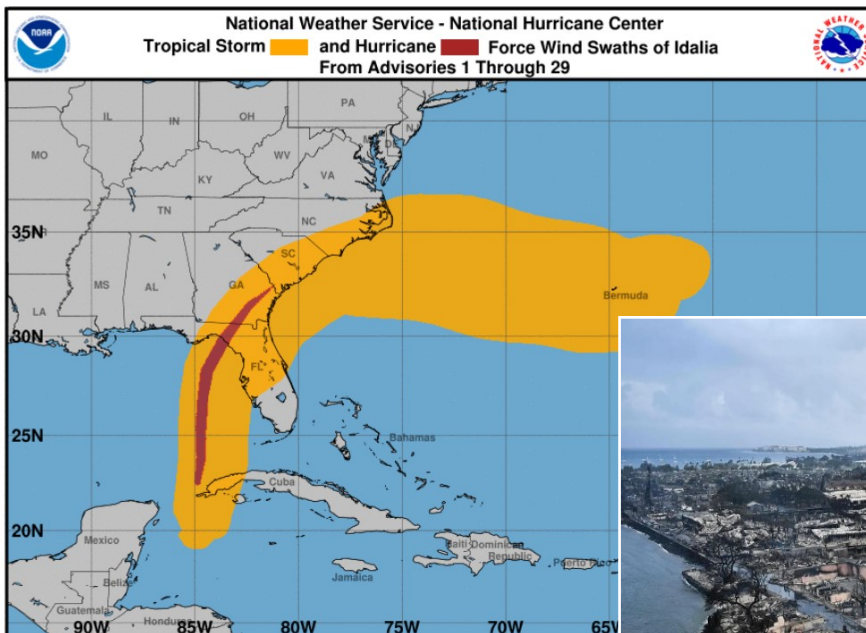 National Weather Service - National Hurricane Center
Tropical Storm and Hurricane Force Wind Swaths of Idalia
From Advisories 1 Through 29
NOAA
PA
NJ
IL
IN
OH
DE
MO
WV
KY
VA
35N
TN
NC
SC
MS
AL
GA
LA
Bermuda
30N
FL
25N
Bahamas
Cuba
20N
Mexico
Haiti
Dominican
Republic
Puerto Rico
Jamaica
Belize
Guatemala
Honduras
90W
85W
80W
75W
70W